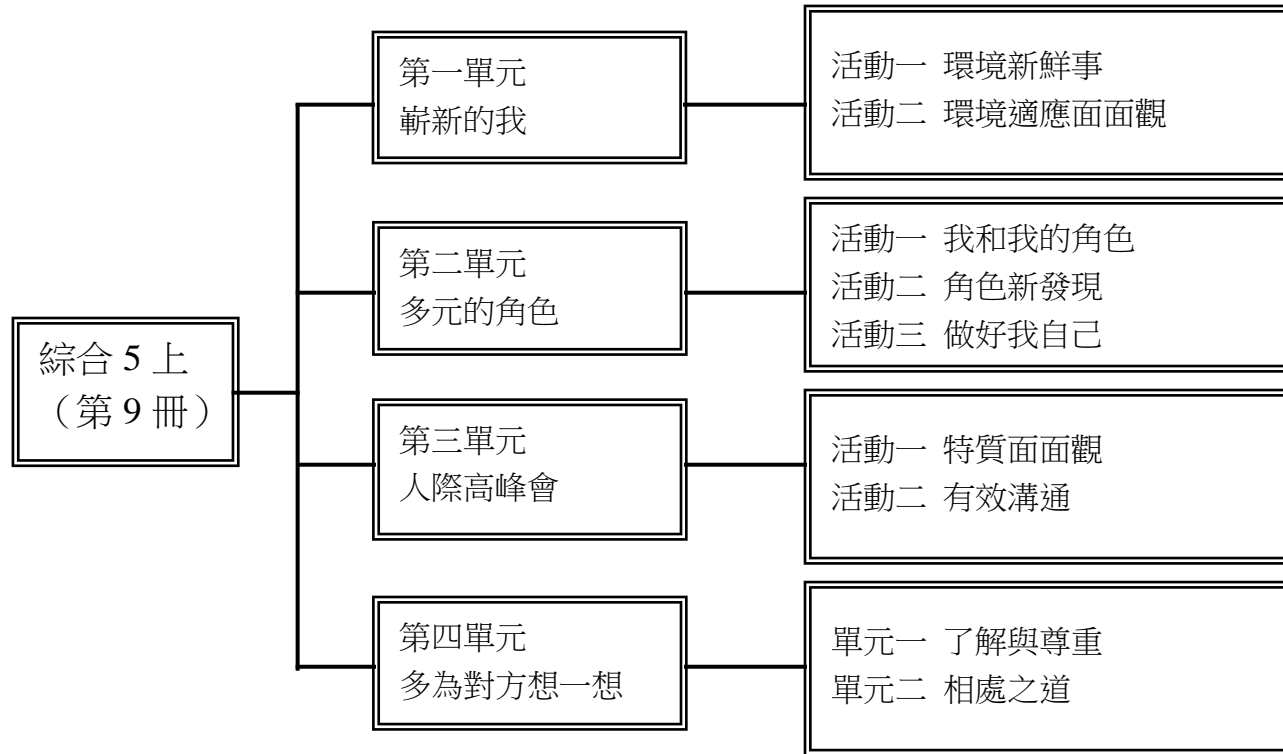 綜合 5 上
（第 9 冊）
第一單元
嶄新的我
活動一 環境新鮮事
活動二 環境適應面面觀
第二單元
多元的角色
活動一 我和我的角色
活動二 角色新發現
活動三 做好我自己
第三單元
人際高峰會
活動一 特質面面觀
活動二 有效溝通
第四單元
多為對方想一想
單元一 了解與尊重
單元二 相處之道